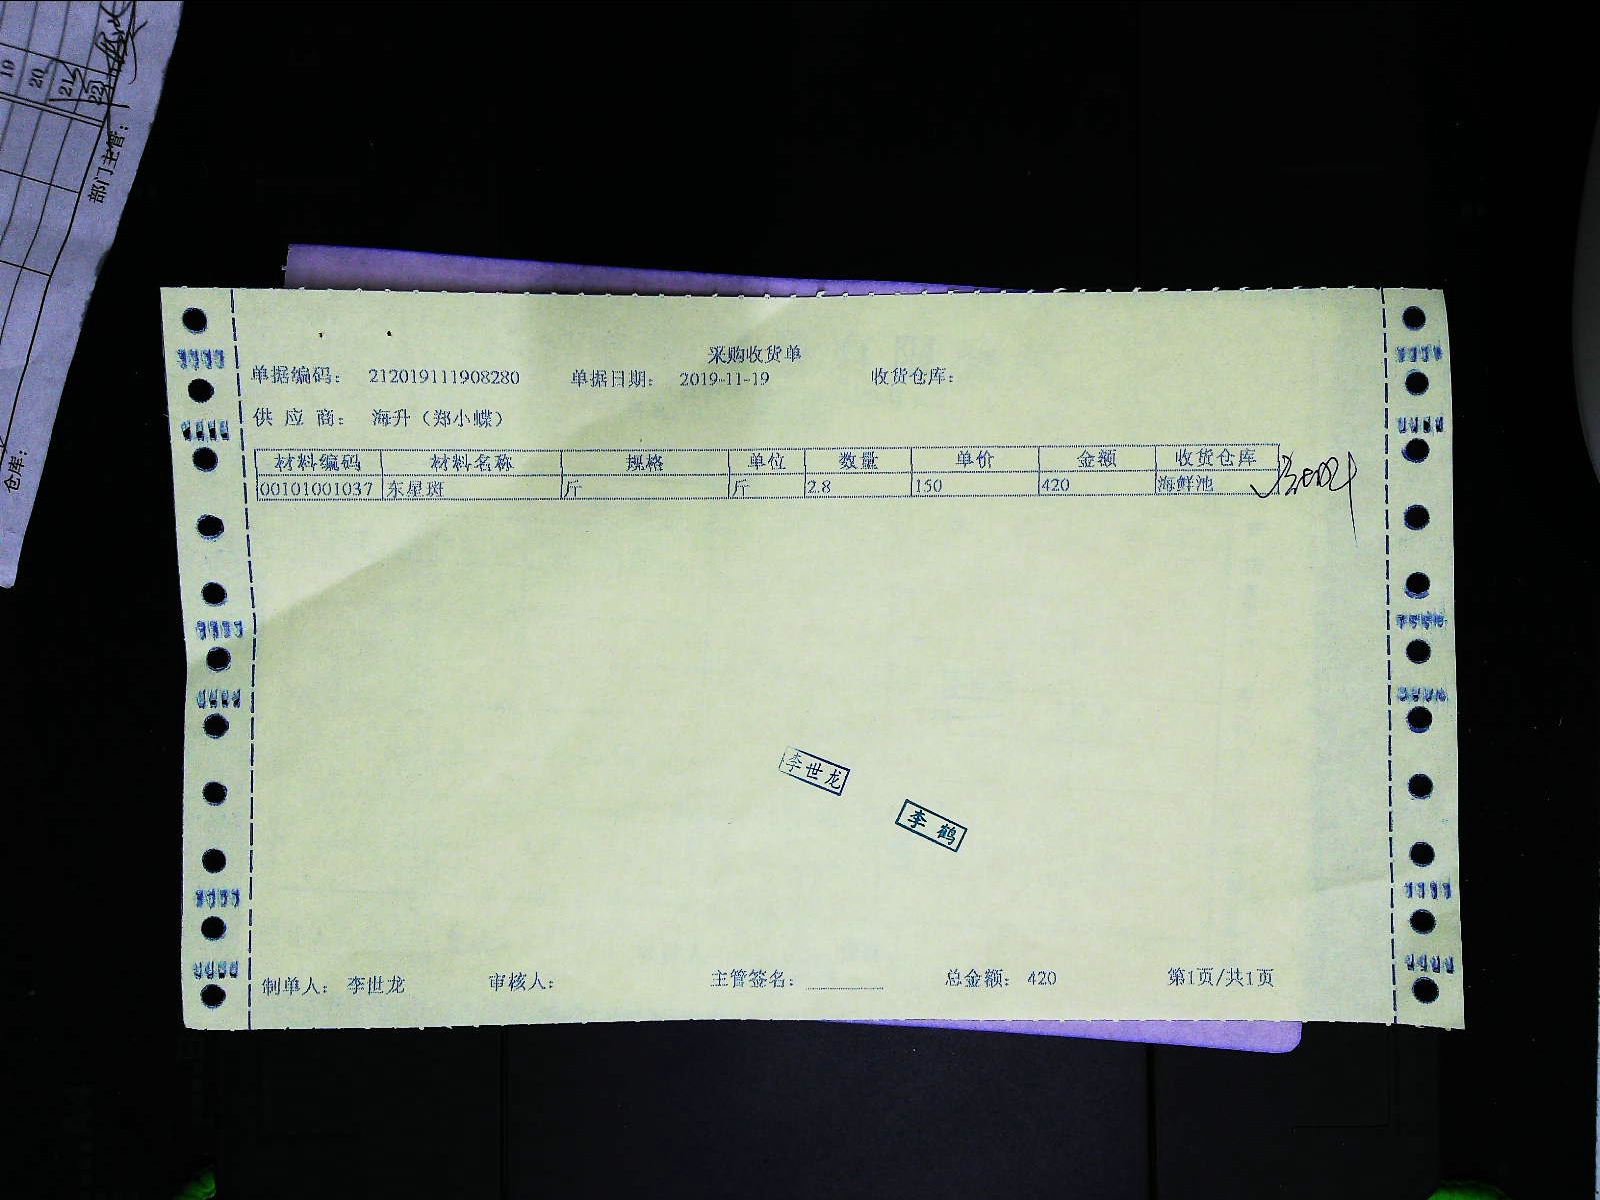 19
20
21
22
部门主管：
仓库：
采购收货单
单据编码： 212019111908280 单据日期： 2019-11-19 收货仓库：
供 应 商： 海升（郑小蝶）
材料编码 材料名称 规格 单位 数量 单价 金额 收货仓库
00101001037 东星斑 斤 斤 2.8 150 420 海鲜池
李世龙
李鹤
制单人： 李世龙 审核人： 主管签名： 总金额： 420 第1页/共1页